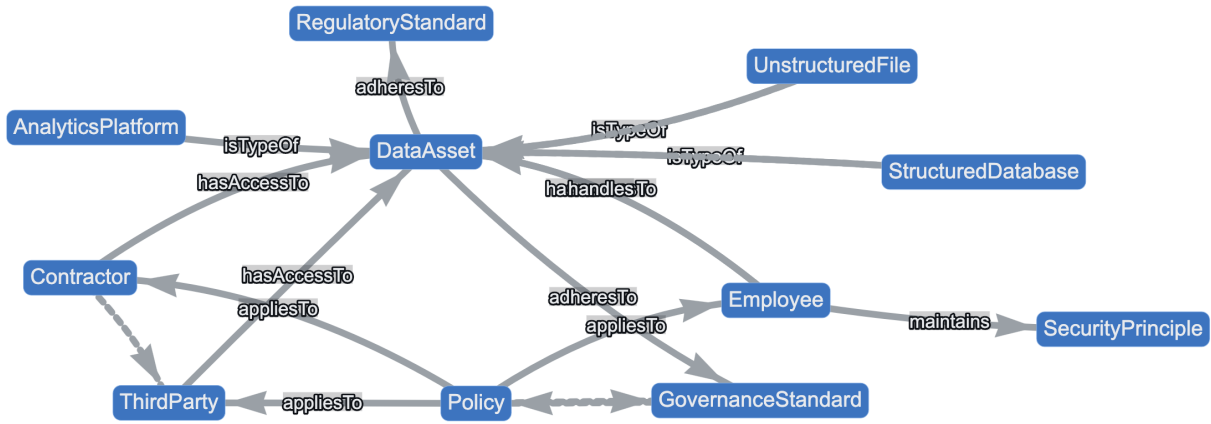 RegulatoryStandard
UnstructuredFile
adheresTo
AnalyticsPlatform
isTypeOf
isTypeOf
DataAsset
isTypeOf
StructuredDatabase
hasAccessTo
hahandlesTo
Contractor
hasAccessTo
adheresTo
Employee
appliesTo
appliesTo
maintains
SecurityPrinciple
ThirdParty
appliesTo
Policy
GovernanceStandard